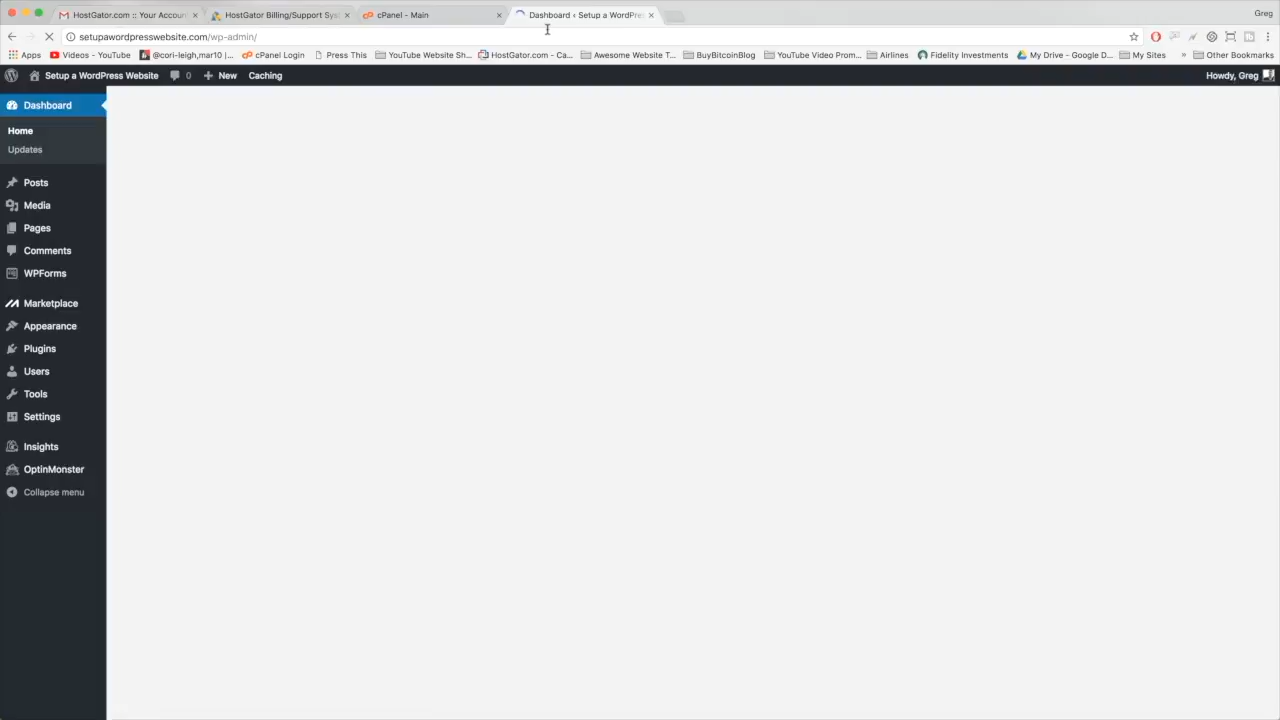 HostGator.com :: Your Accoun
HostGator Billing/Support Sys
cPanel - Main
Dashboard ‹ Setup a WordPres
Greg
setupawordpresswebsite.com/wp-admin/
Apps
Videos - YouTube
@cori-leigh,mar10 |...
cPanel Login
Press This
YouTube Website Sh...
HostGator.com - Ca...
Awesome Website T...
BuyBitcoinBlog
YouTube Video Prom...
Airlines
Fidelity Investments
My Drive - Google D...
My Sites
»
Other Bookmarks
Setup a WordPress Website
0
New
Caching
Howdy, Greg
Dashboard
Home
Updates
Posts
Media
Pages
Comments
WPForms
Marketplace
Appearance
Plugins
Users
Tools
Settings
Insights
OptinMonster
Collapse menu